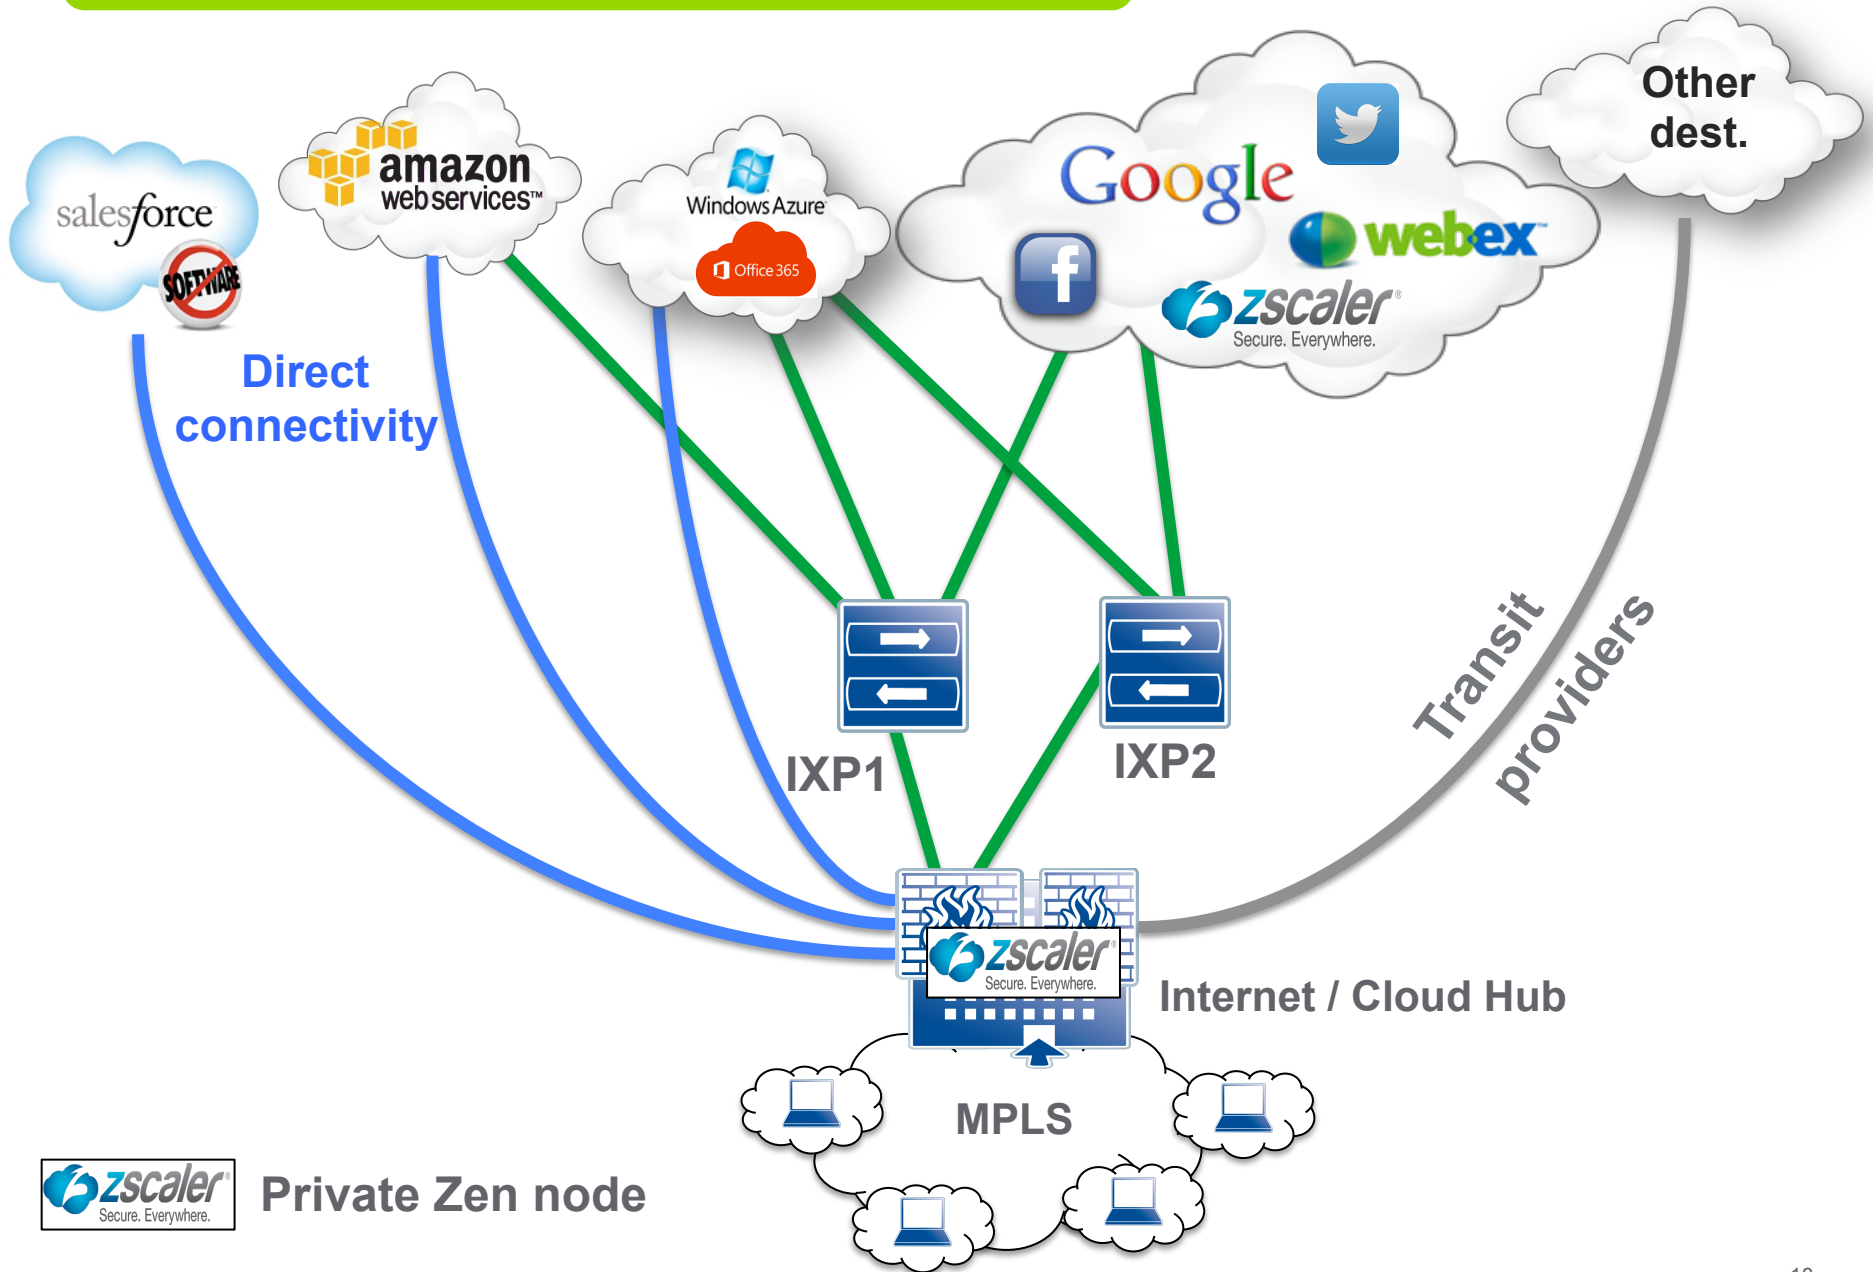 Other
dest.
amazon
web services™
Google
Windows Azure
salesforce
webex™
SOFTWARE
Office 365
f
zscaler®
Secure. Everywhere.
Direct
connectivity
Transit
providers
IXP1
IXP2
zscaler®
Secure. Everywhere.
Internet / Cloud Hub
MPLS
zscaler®
Secure. Everywhere.
Private Zen node